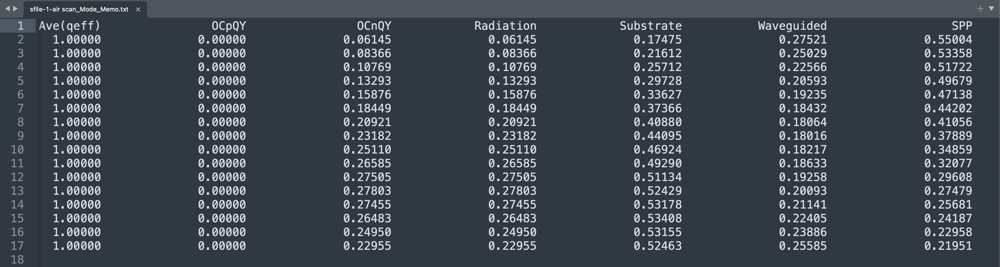 sfile-1-air scan_Mode_Memo.txt ×
1 Ave(qeff) OCpQY OCnQY Radiation Substrate Waveguided SPP
2 1.00000 0.00000 0.06145 0.06145 0.17475 0.27521 0.55004
3 1.00000 0.00000 0.08366 0.08366 0.21612 0.25029 0.53358
4 1.00000 0.00000 0.10769 0.10769 0.25712 0.22566 0.51722
5 1.00000 0.00000 0.13293 0.13293 0.29728 0.20593 0.49679
6 1.00000 0.00000 0.15876 0.15876 0.33627 0.19235 0.47138
7 1.00000 0.00000 0.18449 0.18449 0.37366 0.18432 0.44202
8 1.00000 0.00000 0.20921 0.20921 0.40880 0.18064 0.41056
9 1.00000 0.00000 0.23182 0.23182 0.44095 0.18016 0.37889
10 1.00000 0.00000 0.25110 0.25110 0.46924 0.18217 0.34859
11 1.00000 0.00000 0.26585 0.26585 0.49290 0.18633 0.32077
12 1.00000 0.00000 0.27505 0.27505 0.51134 0.19258 0.29608
13 1.00000 0.00000 0.27803 0.27803 0.52429 0.20093 0.27479
14 1.00000 0.00000 0.27455 0.27455 0.53178 0.21141 0.25681
15 1.00000 0.00000 0.26483 0.26483 0.53408 0.22405 0.24187
16 1.00000 0.00000 0.24950 0.24950 0.53155 0.23886 0.22958
17 1.00000 0.00000 0.22955 0.22955 0.52463 0.25585 0.21951
18